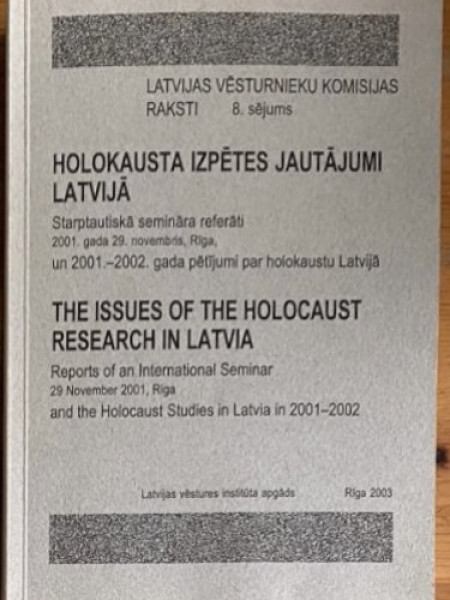 LATVIJAS VĒSTURNIEKU KOMISIJAS
RAKSTI 8. sējums
HOLOKAUSTA IZPĒTES JAUTĀJUMI
LATVIJĀ
Starptautiskā semināra referāti
2001. gada 29. novembris, Rīga,
un 2001.–2002. gada pētījumi par holokaustu Latvijā
THE ISSUES OF THE HOLOCAUST
RESEARCH IN LATVIA
Reports of an International Seminar
29 November 2001, Riga
and the Holocaust Studies in Latvia in 2001–2002
Latvijas vēstures institūta apgāds Rīga 2003